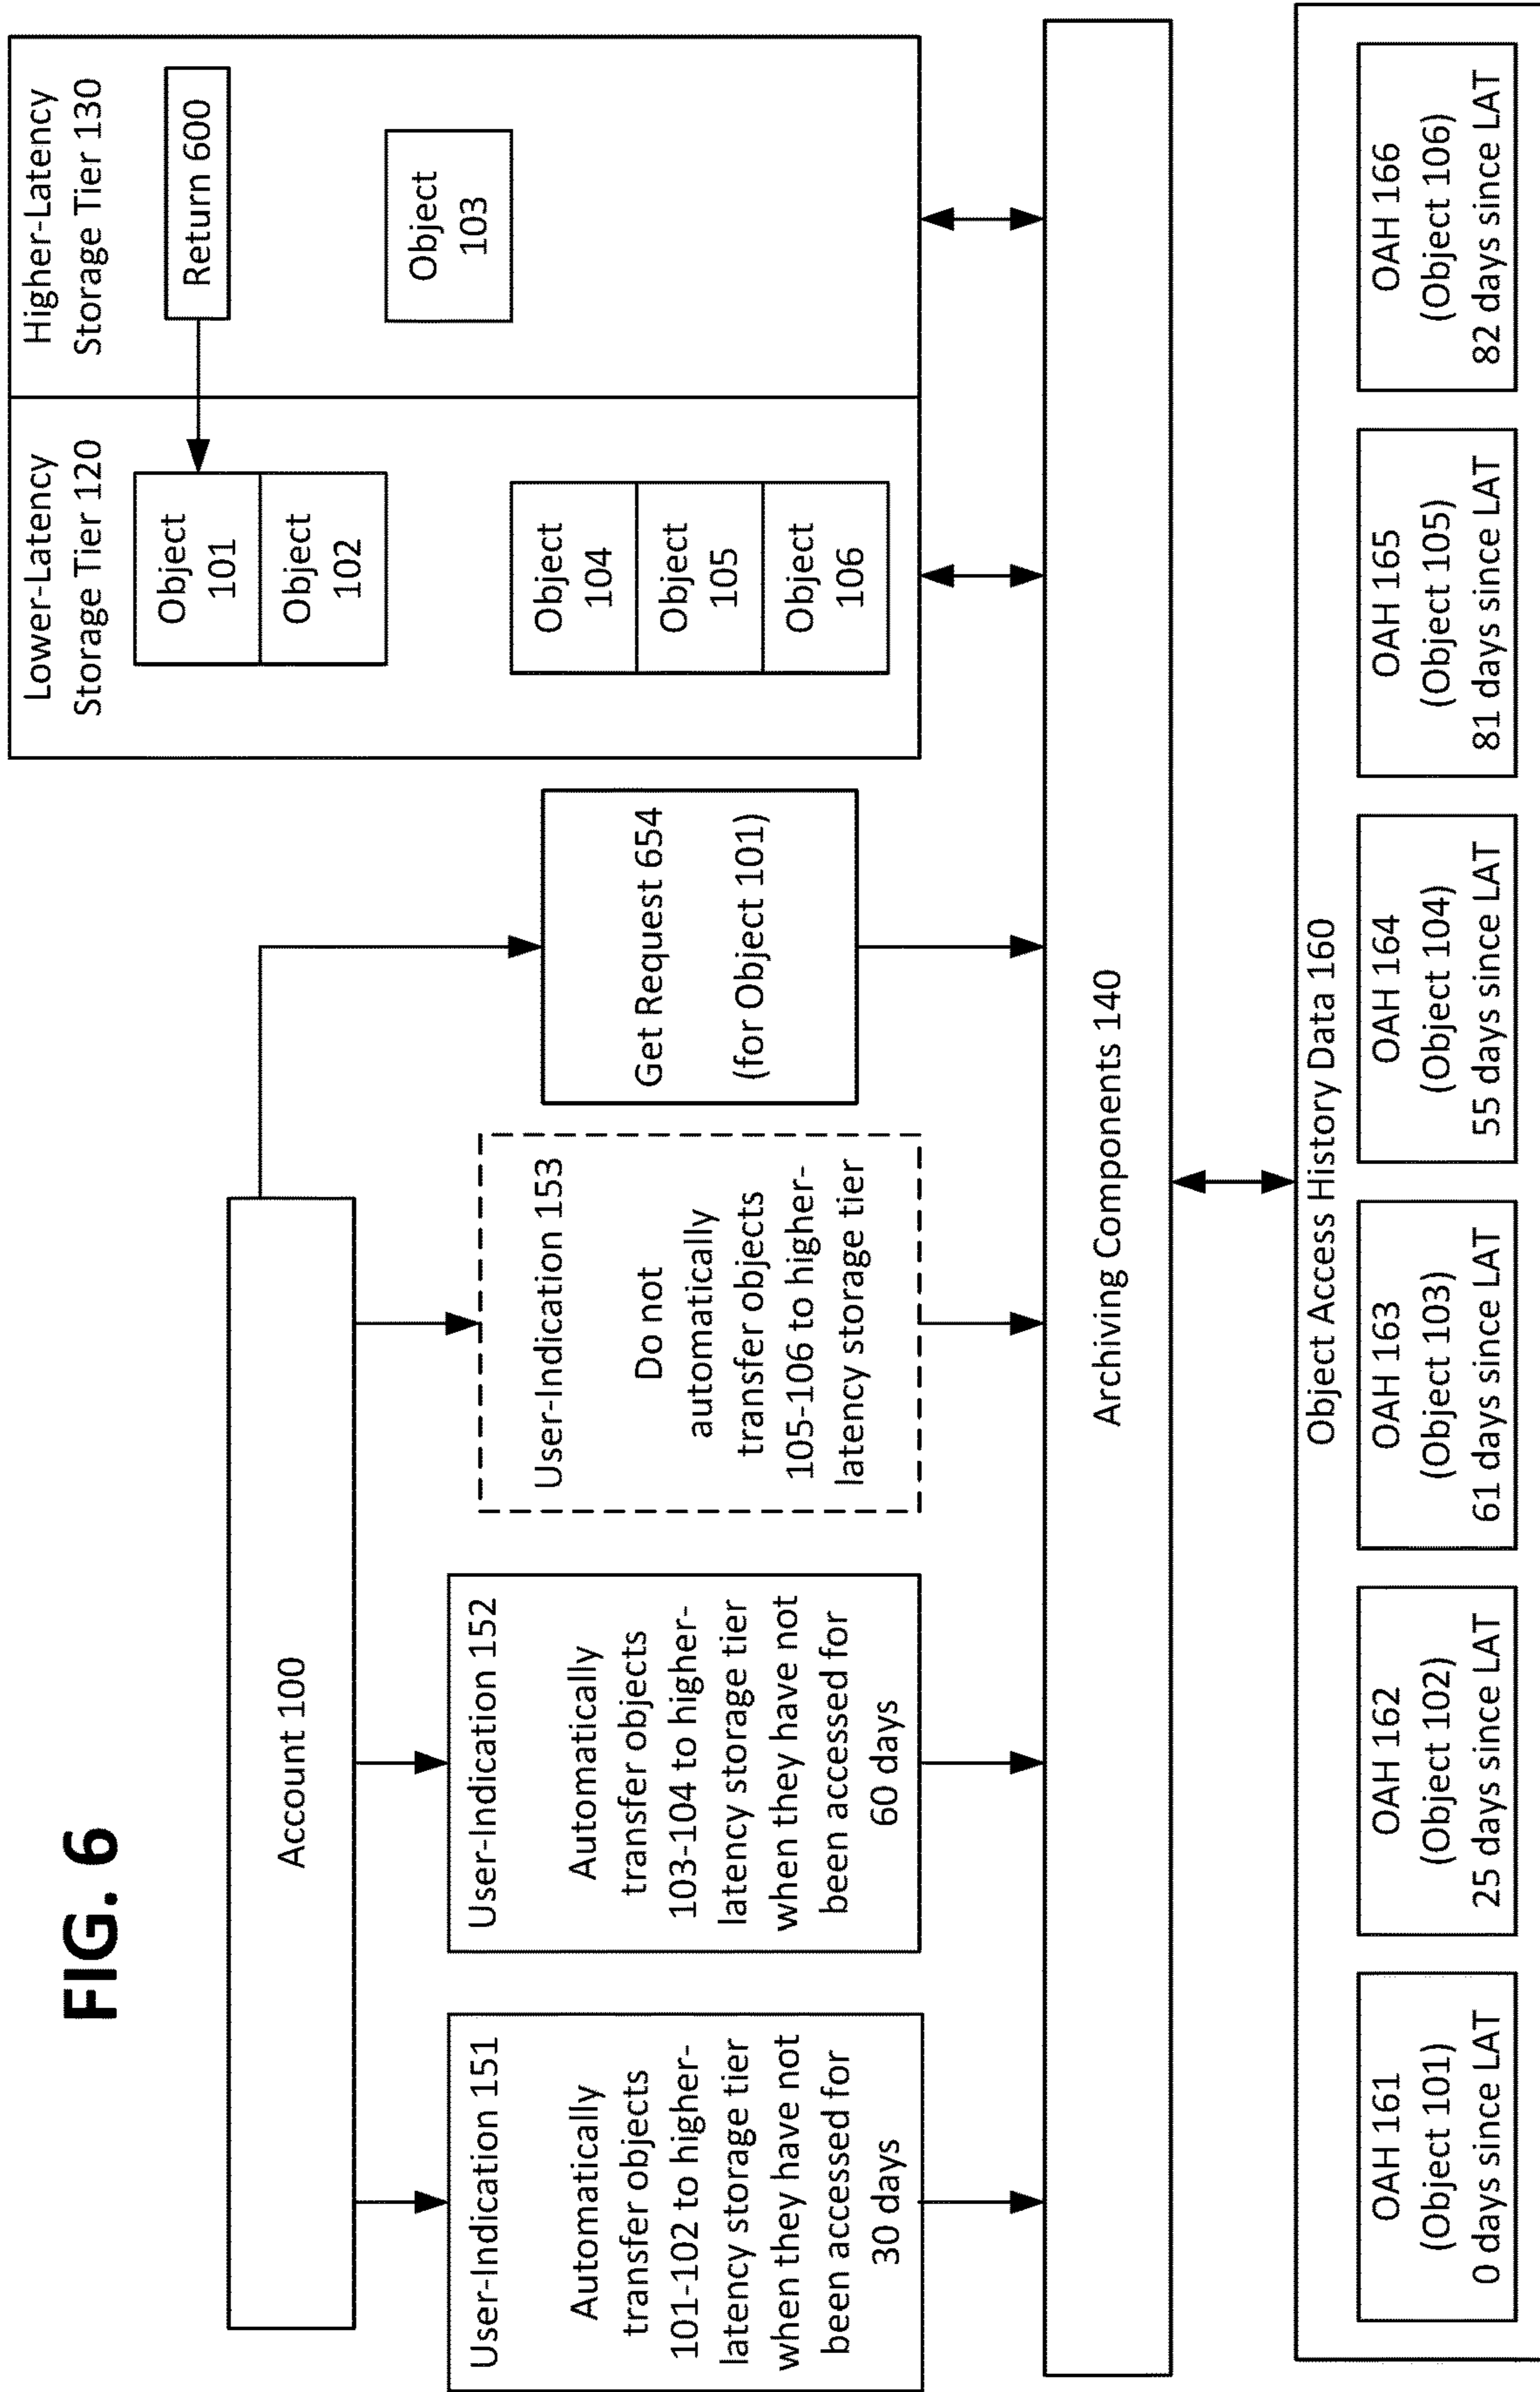 FIG. 6
Account 100
User-Indication 151
Automatically
transfer objects
101-102 to higher-
latency storage tier
when they have not
been accessed for
30 days
User-Indication 152
Automatically
transfer objects
103-104 to higher-
latency storage tier
when they have not
been accessed for
60 days
User-Indication 153
Do not
automatically
transfer objects
105-106 to higher-
latency storage tier
Get Request 654
(for Object 101)
Lower-Latency
Storage Tier 120
Object
101
Object
102
Object
104
Object
105
Object
106
Higher-Latency
Storage Tier 130
Return 600
Object
103
Archiving Components 140
Object Access History Data 160
OAH 161
(Object 101)
0 days since LAT
OAH 162
(Object 102)
25 days since LAT
OAH 163
(Object 103)
61 days since LAT
OAH 164
(Object 104)
55 days since LAT
OAH 165
(Object 105)
81 days since LAT
OAH 166
(Object 106)
82 days since LAT